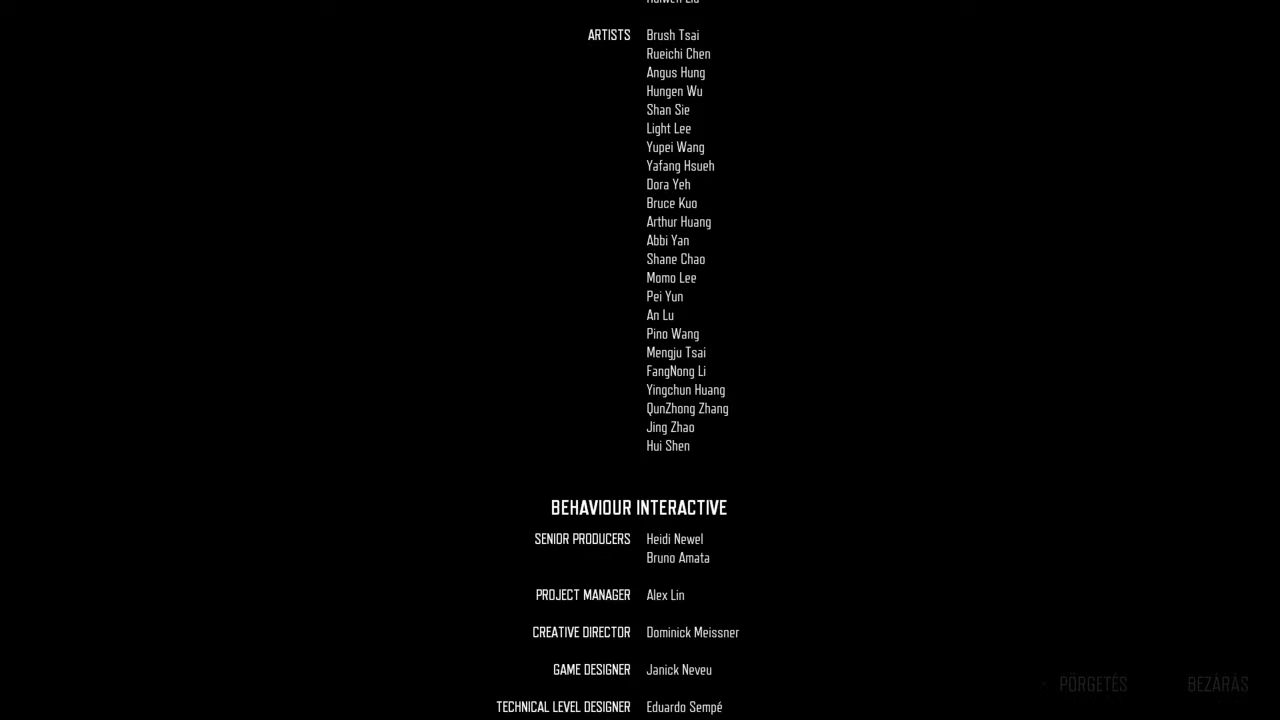 ARTISTS Brush Tsai
Rueichi Chen
Angus Hung
Hungen Wu
Shan Sie
Light Lee
Yupei Wang
Yafang Hsueh
Dora Yeh
Bruce Kuo
Arthur Huang
Abbi Yan
Shane Chao
Momo Lee
Pei Yun
An Lu
Pino Wang
Mengju Tsai
FangNong Li
Yingchun Huang
QunZhong Zhang
Jing Zhao
Hui Shen
BEHAVIOUR INTERACTIVE
SENIOR PRODUCERS Heidi Newel
Bruno Amata
PROJECT MANAGER Alex Lin
CREATIVE DIRECTOR Dominick Meissner
GAME DESIGNER Janick Neveu
TECHNICAL LEVEL DESIGNER Eduardo Sempé
PÖRGETÉS BEZÁRÁS